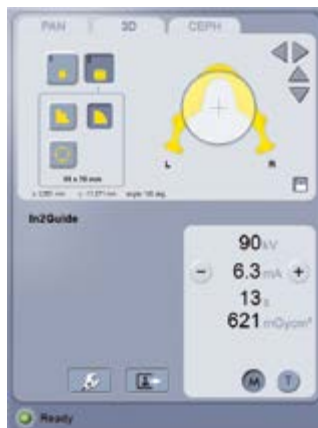 PAN 3D CEPH
L R
In2Guide
90 kV
- 6.3 mA +
13 s
621 mGycm²
M T
Ready